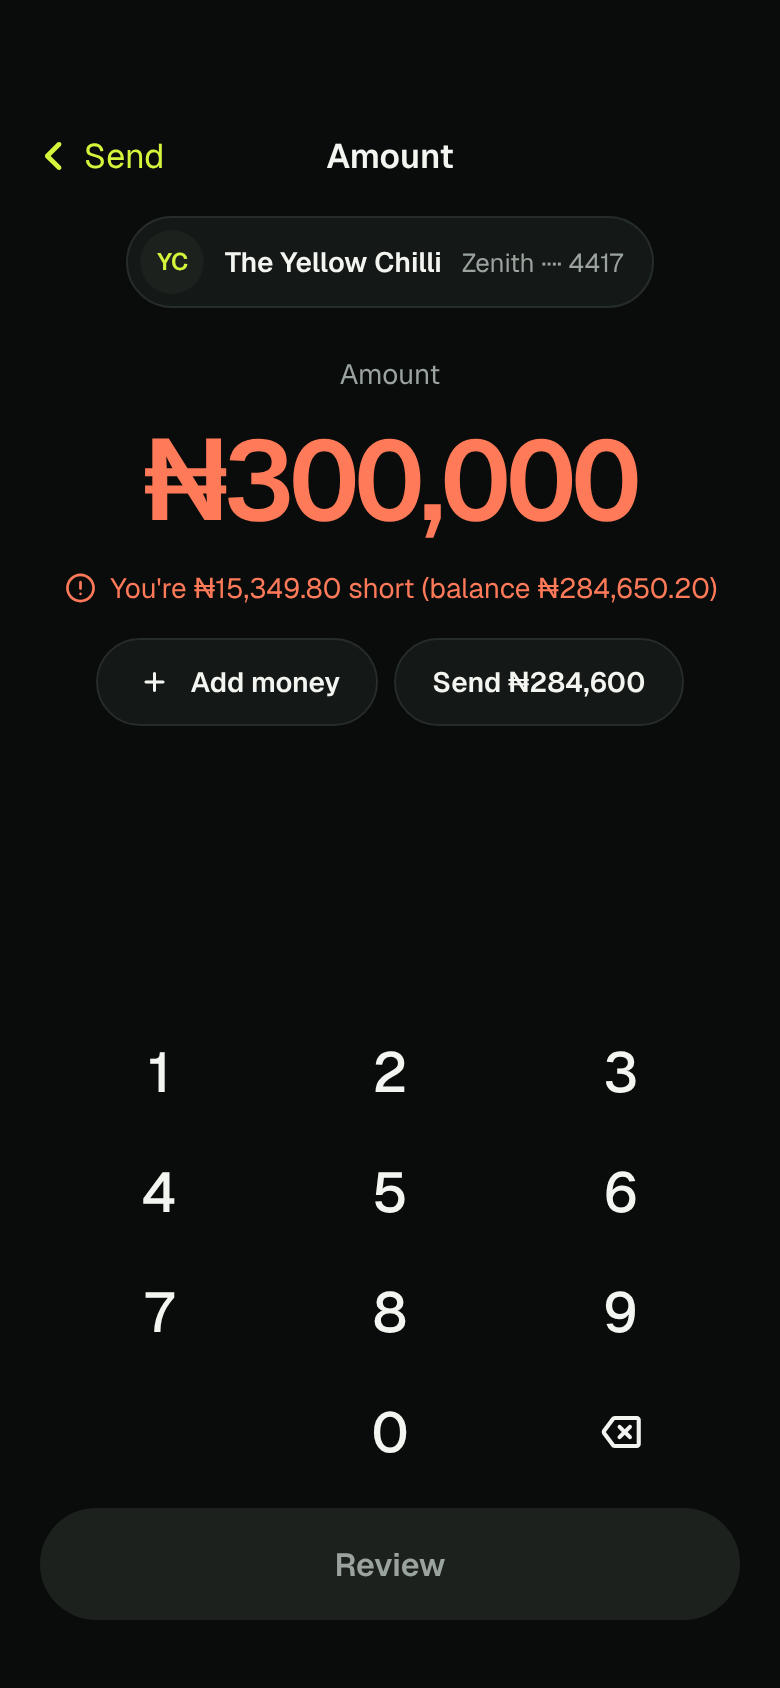 Send
Amount
YC The Yellow Chilli Zenith ···· 4417
Amount
₦300,000
You're ₦15,349.80 short (balance ₦284,650.20)
Add money
Send ₦284,600
1 2 3
4 5 6
7 8 9
0
Review